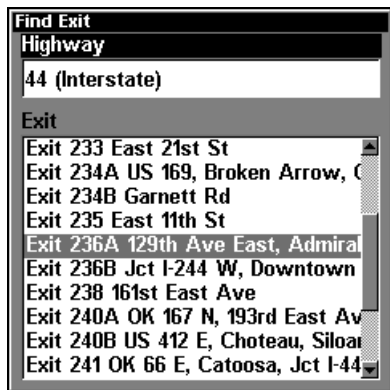 Find Exit
Highway
44 (Interstate)
Exit
Exit 233 East 21st St
Exit 234A US 169, Broken Arrow,
Exit 234B Garnett Rd
Exit 235 East 11th St
Exit 236A 129th Ave East, Admiral
Exit 236B Jct I-244 W, Downtown
Exit 238 161st East Ave
Exit 240A OK 167 N, 193rd East Av
Exit 240B US 412 E, Choteau, Siloa
Exit 241 OK 66 E, Catoosa, Jct I-44